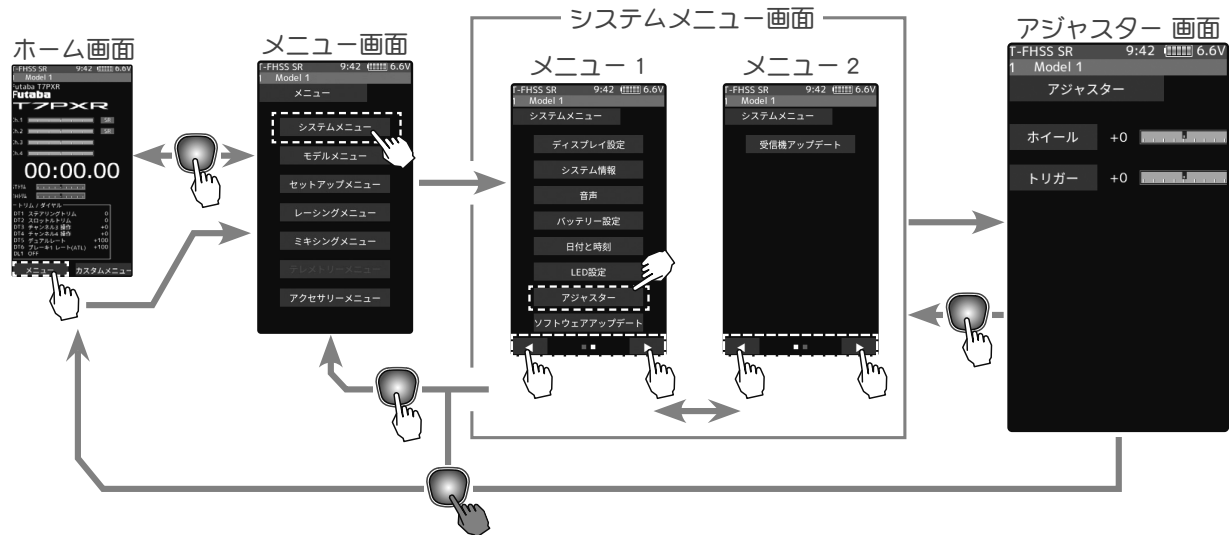 システムメニュー画面
ホーム画面
メニュー画面
メニュー 1
メニュー 2
アジャスター 画面
T-FHSS SR 9:42 6.6V
1 Model 1
Futaba T7PXR
Futaba
T7PXR
Ch.1 SR
Ch.2 SR
Ch.3
Ch.4
00:00.00
トリム / ダイヤル
DT1 ステアリングトリム 0
DT2 スロットルトリム 0
DT3 チャンネル3 操作 +0
DT4 チャンネル4 操作 +0
DT5 デュアルレート +100
DT6 ブレーキ1 レート(ATL) +100
DL1 OFF
メニュー カスタムメニュー
T-FHSS SR 9:42 6.6V
1 Model 1
メニュー
システムメニュー
モデルメニュー
セットアップメニュー
レーシングメニュー
ミキシングメニュー
テレメトリーメニュー
アクセサリーメニュー
T-FHSS SR 9:42 6.6V
1 Model 1
システムメニュー
ディスプレイ設定
システム情報
音声
バッテリー設定
日付と時刻
LED設定
アジャスター
ソフトウェアアップデート
T-FHSS SR 9:42 6.6V
1 Model 1
システムメニュー
受信機アップデート
T-FHSS SR 9:42 6.6V
1 Model 1
アジャスター
ホイール +0
トリガー +0